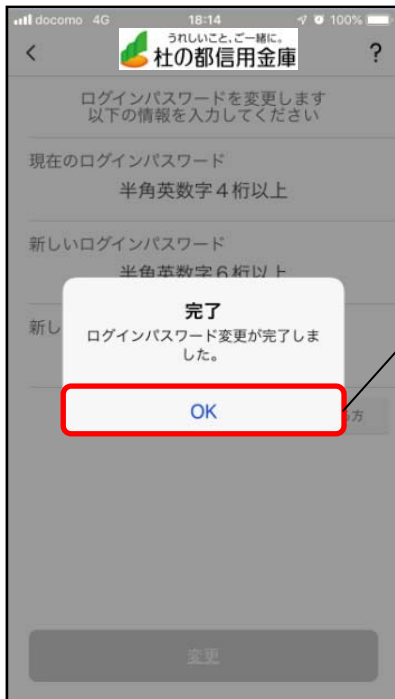 docomo 4G 18:14 100%
うれしいこと、ご一緒に。
杜の都信用金庫
?
ログインパスワードを変更します
以下の情報を入力してください
現在のログインパスワード
半角英数字4桁以上
新しいログインパスワード
半角英数字6桁以上
新し
完了
ログインパスワード変更が完了しま
した。
OK
方
変更